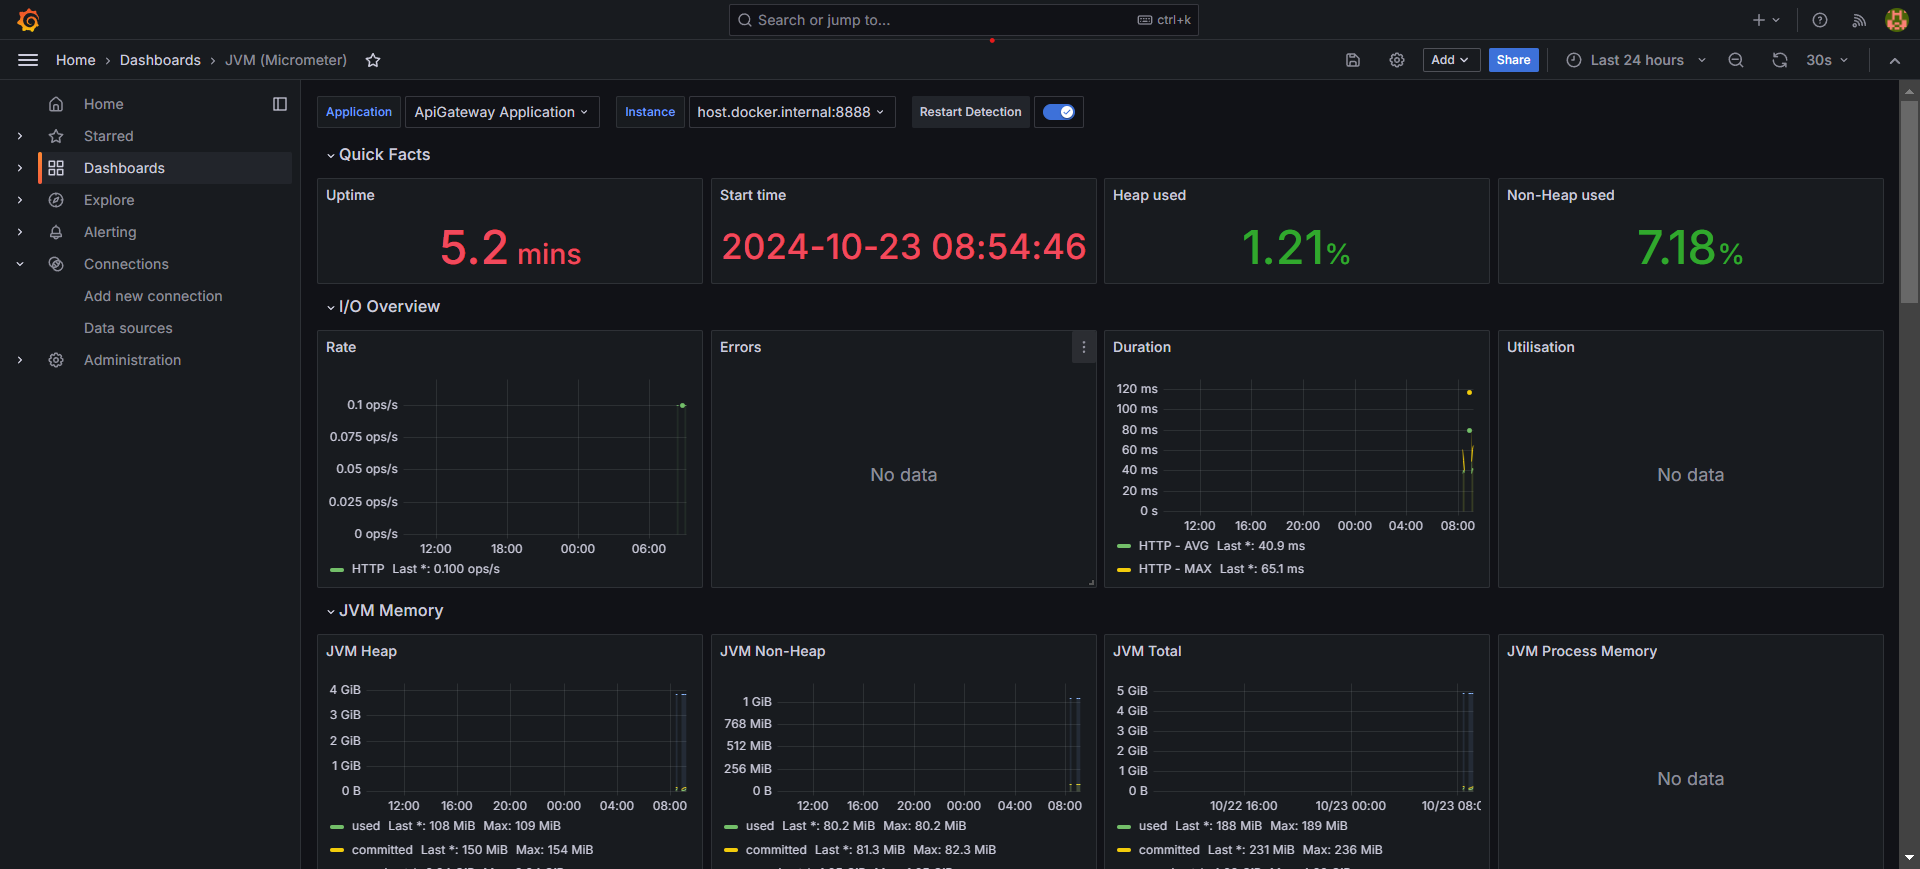 Search or jump to...
ctrl+k
Home › Dashboards › JVM (Micrometer)
Add
Share
Last 24 hours
30s
Home
Starred
Dashboards
Explore
Alerting
Connections
Add new connection
Data sources
Administration
Application
ApiGateway Application
Instance
host.docker.internal:8888
Restart Detection
Quick Facts
Uptime
5.2 mins
Start time
2024-10-23 08:54:46
Heap used
1.21%
Non-Heap used
7.18%
I/O Overview
Rate
0.1 ops/s
0.075 ops/s
0.05 ops/s
0.025 ops/s
0 ops/s
12:00 18:00 00:00 06:00
HTTP Last *: 0.100 ops/s
Errors
No data
Duration
120 ms
100 ms
80 ms
60 ms
40 ms
20 ms
0 s
12:00 16:00 20:00 00:00 04:00 08:00
HTTP - AVG Last *: 40.9 ms
HTTP - MAX Last *: 65.1 ms
Utilisation
No data
JVM Memory
JVM Heap
4 GiB
3 GiB
2 GiB
1 GiB
0 B
12:00 16:00 20:00 00:00 04:00 08:00
used Last *: 108 MiB Max: 109 MiB
committed Last *: 150 MiB Max: 154 MiB
JVM Non-Heap
1 GiB
768 MiB
512 MiB
256 MiB
0 B
12:00 16:00 20:00 00:00 04:00 08:00
used Last *: 80.2 MiB Max: 80.2 MiB
committed Last *: 81.3 MiB Max: 82.3 MiB
JVM Total
5 GiB
4 GiB
3 GiB
2 GiB
1 GiB
0 B
10/22 16:00 10/23 00:00 10/23 08:0
used Last *: 188 MiB Max: 189 MiB
committed Last *: 231 MiB Max: 236 MiB
JVM Process Memory
No data